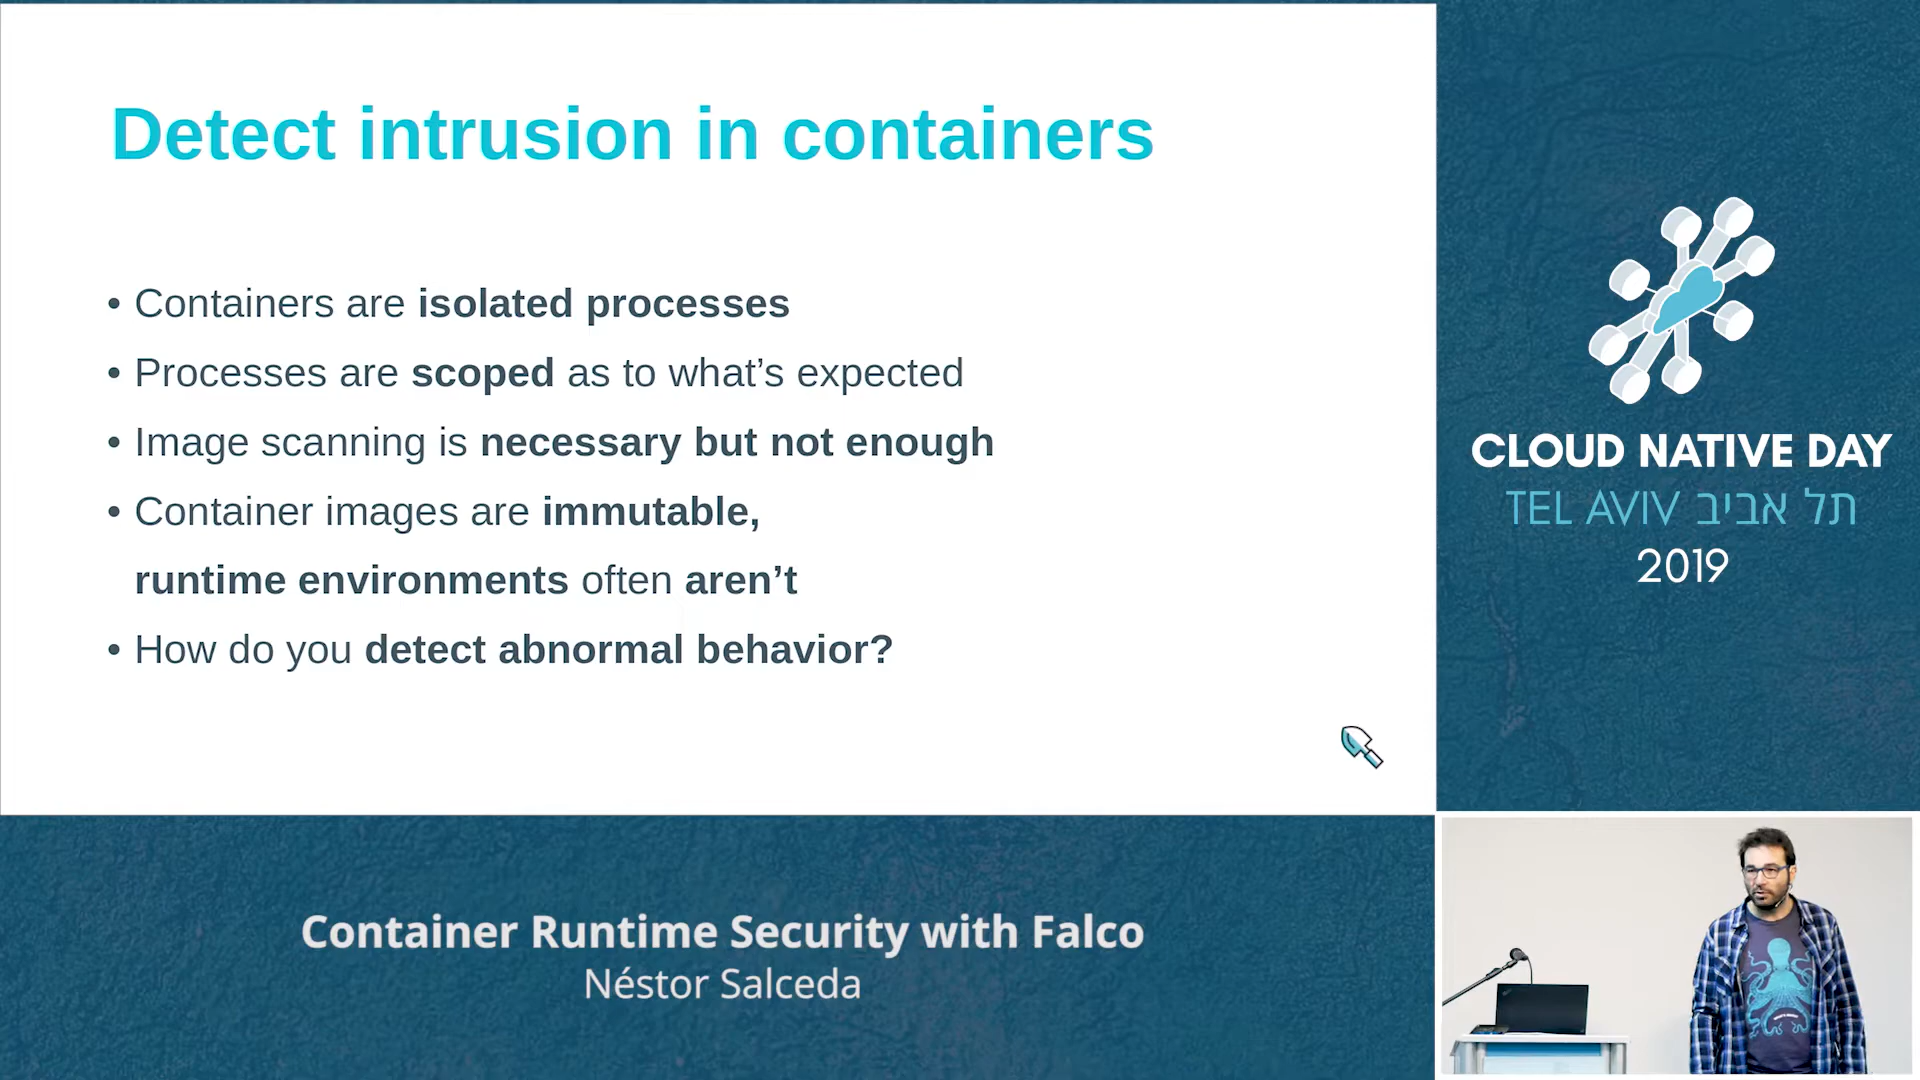 Detect intrusion in containers
• Containers are isolated processes
• Processes are scoped as to what’s expected
• Image scanning is necessary but not enough
• Container images are immutable,
runtime environments often aren’t
• How do you detect abnormal behavior?
CLOUD NATIVE DAY
TEL AVIV תל אביב
2019
Container Runtime Security with Falco
Néstor Salceda